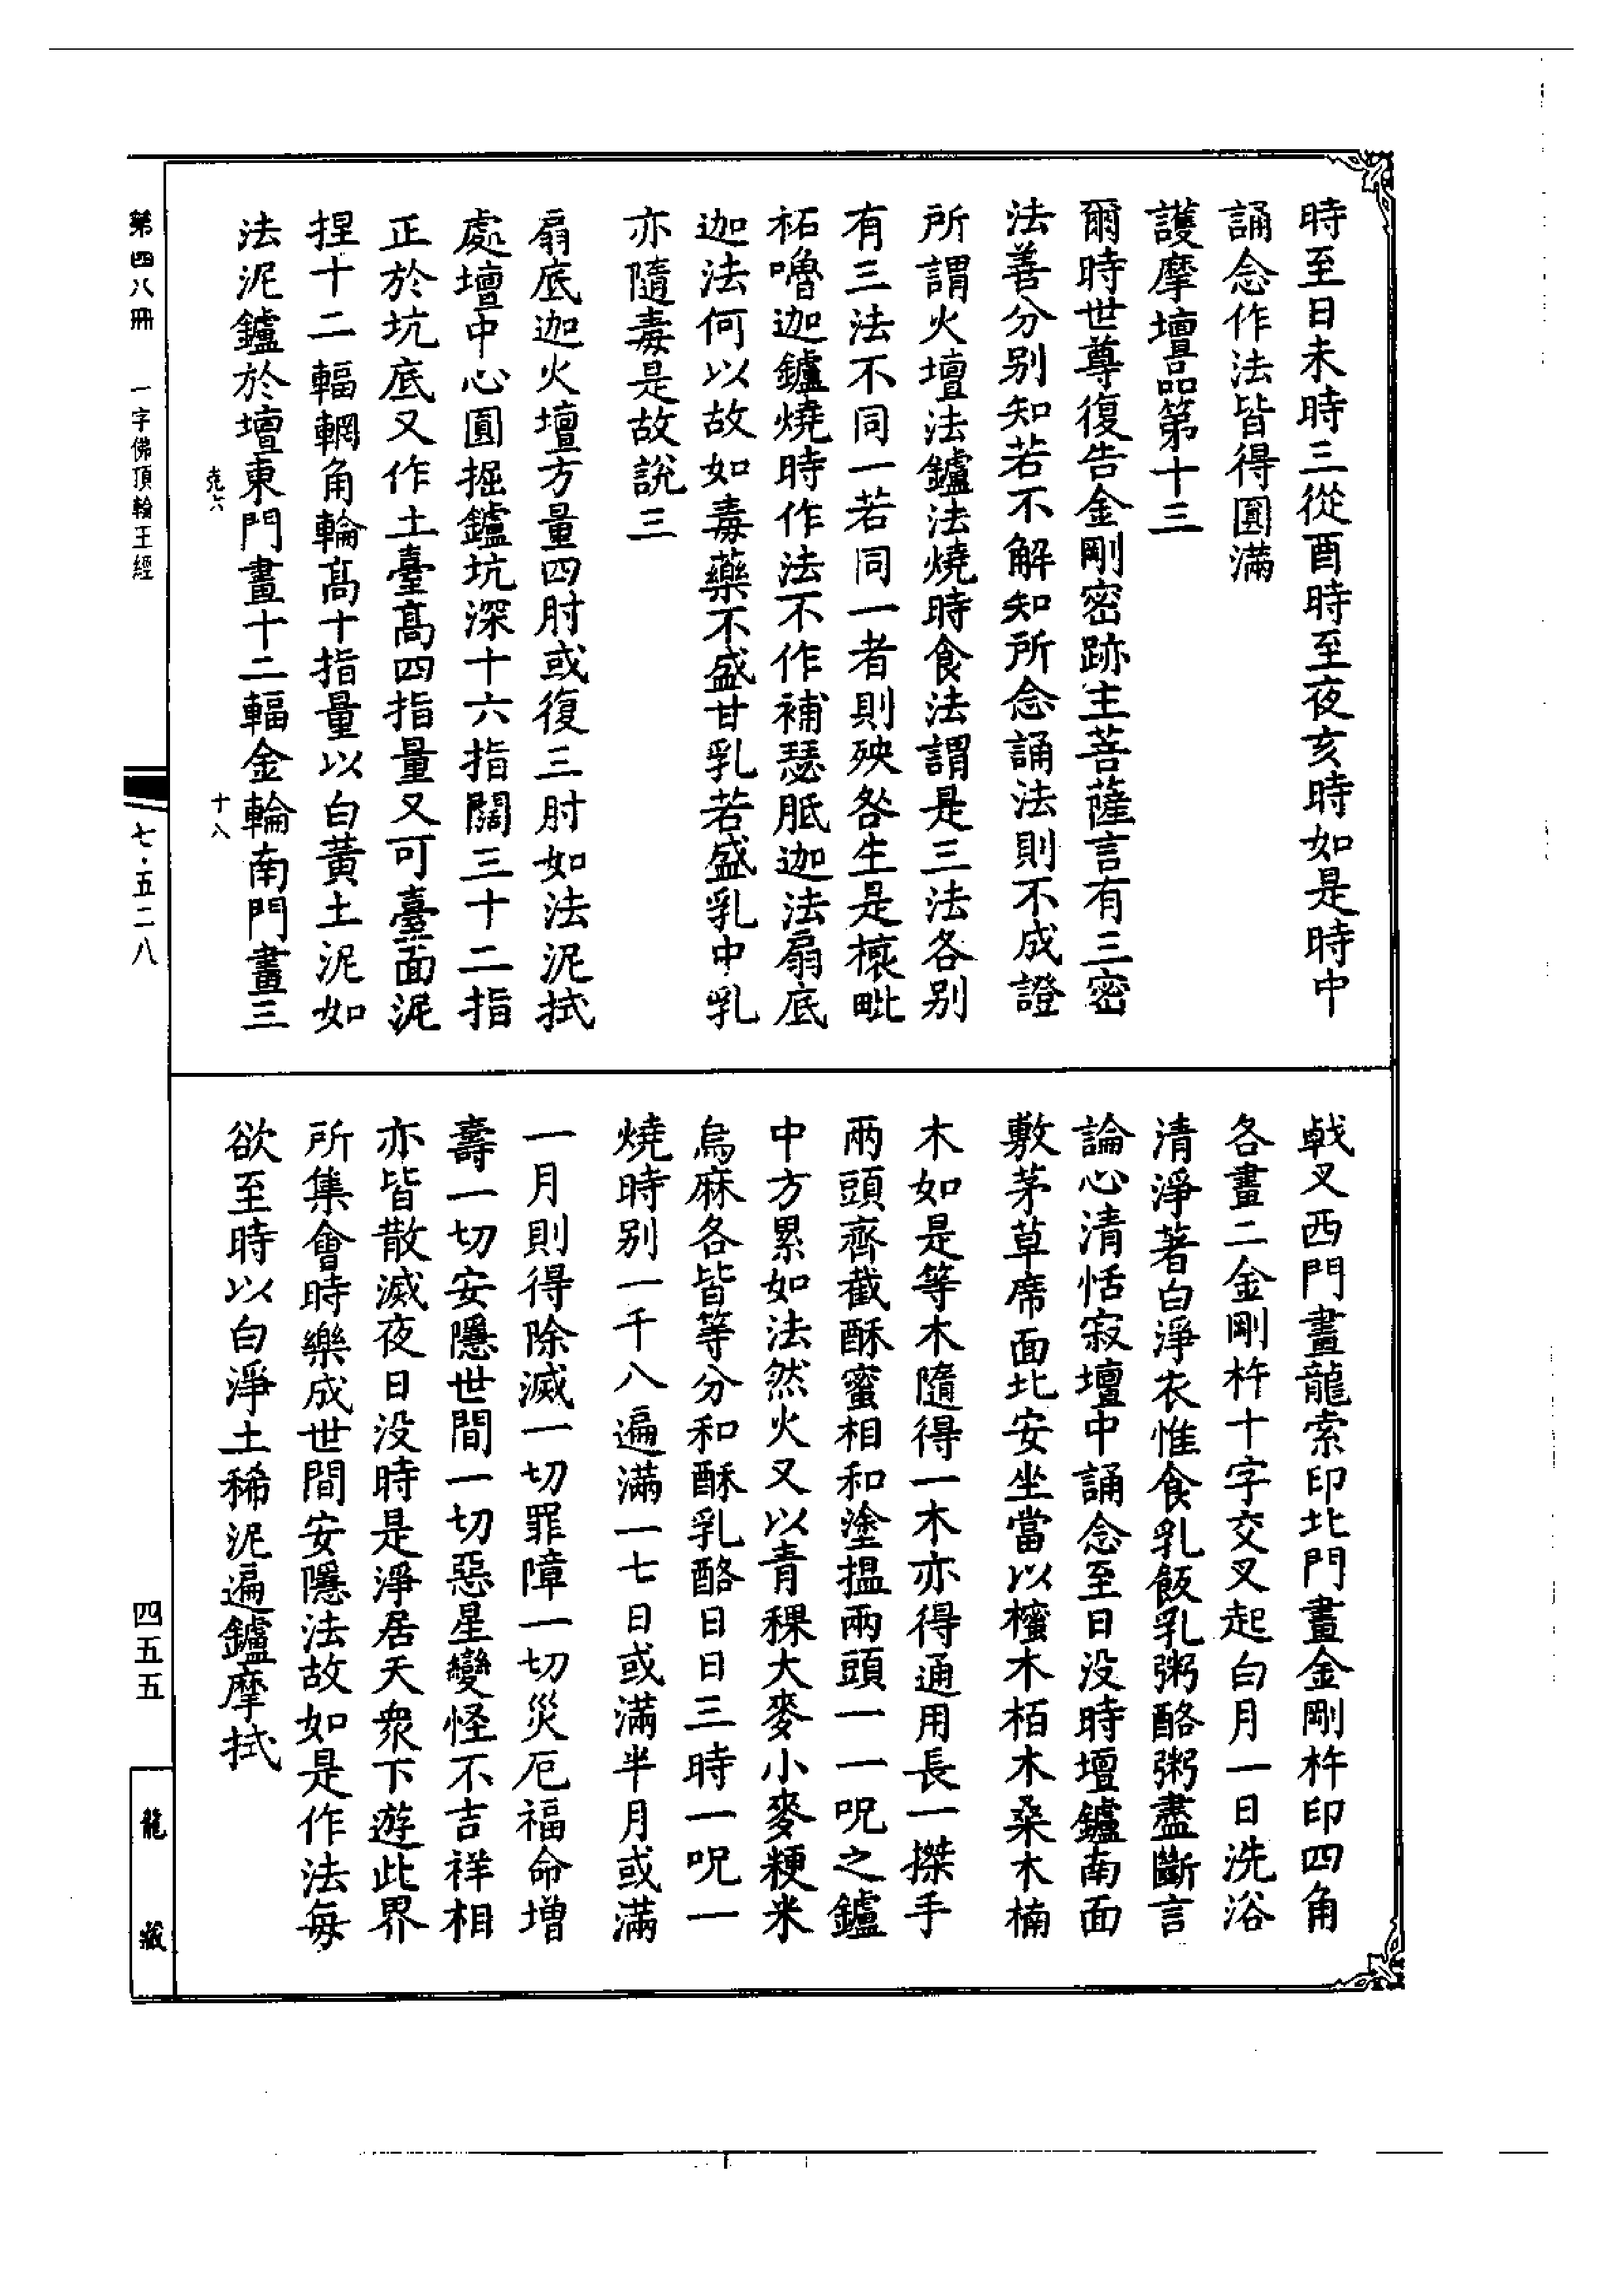 時至日未時三從酉時至夜亥時如是時中
誦念作法皆得圓滿
護摩壇品第十三
爾時世尊復告金剛密跡主菩薩言有三密
法善分別知若不解知所念誦法則不成證
所謂火壇法鑪法燒時食法謂是三法各別
有三法不同一若同一者則殃咎生是榱毗
柘嚕迦鑪燒時作法不作補瑟胝迦法扇底
迦法何以故如毒藥不盛甘乳若盛乳中乳
亦隨毒是故說三
扇底迦火壇方量四肘或復三肘如法泥拭
處壇中心圓掘鑪坑深十六指闊三十二指
正於坑底又作土臺高四指量又可臺面泥
捏十二輻輞角輪高十指量以白黃土泥如
法泥鑪於壇東門畫十二輻金輪南門畫三
戟叉西門畫龍索印北門畫金剛杵印四角
各畫二金剛杵十字交叉起白月一日洗浴
清淨著白淨衣惟食乳飯乳粥酪粥盡斷言
論心清恬寂壇中誦念至日没時壇鑪南面
敷茅草席面北安坐當以櫁木栢木桑木楠
木如是等木隨得一木亦得通用長一搩手
兩頭齊截酥蜜相和塗揾兩頭一一呪之鑪
中方累如法然火又以青稞大麥小麥粳米
烏麻各皆等分和酥乳酪日日三時一呪一
燒時别一千八遍滿一七日或滿半月或滿
一月則得除滅一切罪障一切災厄福命增
壽一切安隱世間一切惡星變怪不吉祥相
亦皆散滅夜日没時是淨居天衆下遊此界
所集會時樂成世間安隱法故如是作法每
欲至時以白淨土稀泥遍鑪摩拭
尭六
十八
第四八冊 一字佛頂輪王經
七·五二八
四五五
龍藏